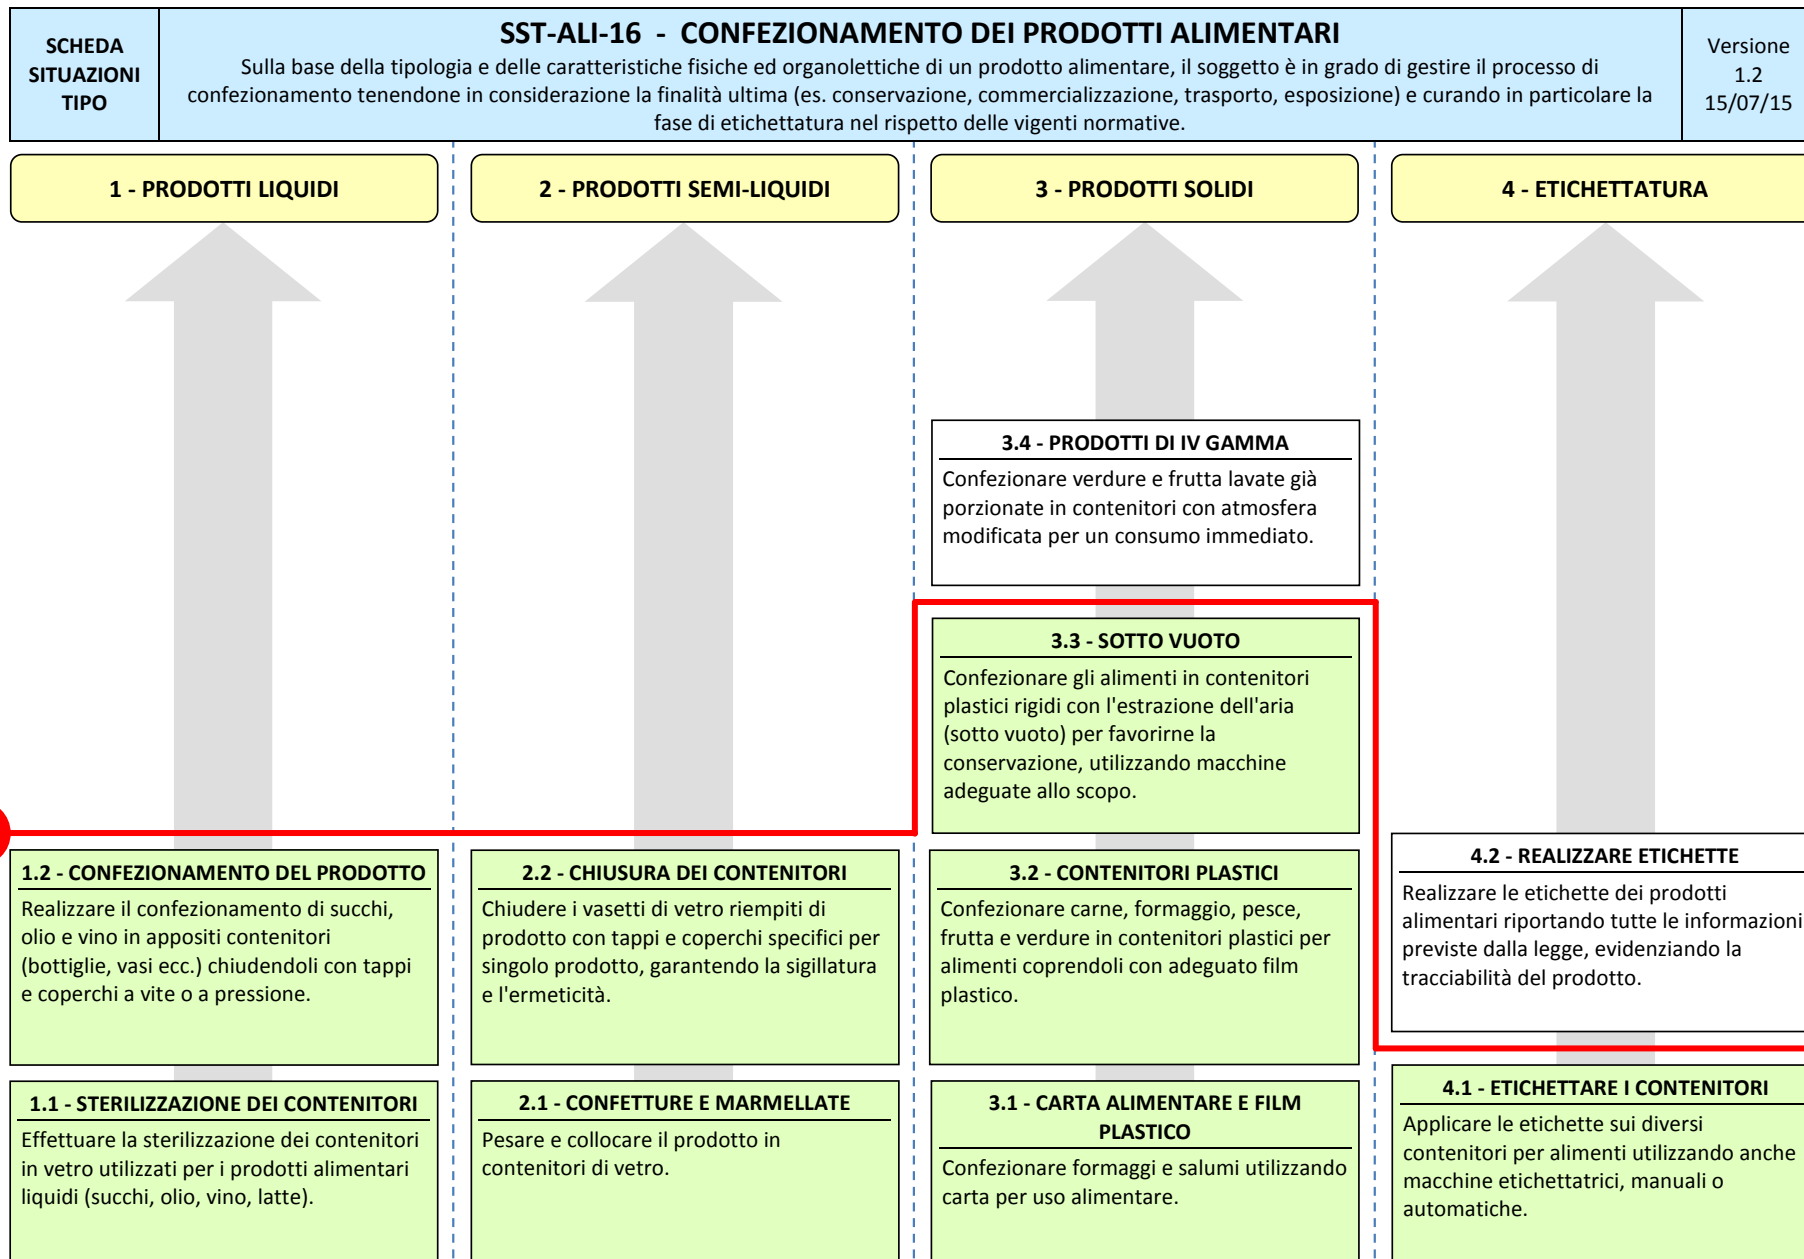 SCHEDA
SITUAZIONI
TIPO
SST-ALI-16 - CONFEZIONAMENTO DEI PRODOTTI ALIMENTARI
Sulla base della tipologia e delle caratteristiche fisiche ed organolettiche di un prodotto alimentare, il soggetto è in grado di gestire il processo di
confezionamento tenendone in considerazione la finalità ultima (es. conservazione, commercializzazione, trasporto, esposizione) e curando in particolare la
fase di etichettatura nel rispetto delle vigenti normative.
Versione
1.2
15/07/15
1 - PRODOTTI LIQUIDI
2 - PRODOTTI SEMI-LIQUIDI
3 - PRODOTTI SOLIDI
4 - ETICHETTATURA
3.4 - PRODOTTI DI IV GAMMA
Confezionare verdure e frutta lavate già
porzionate in contenitori con atmosfera
modificata per un consumo immediato.
3.3 - SOTTO VUOTO
Confezionare gli alimenti in contenitori
plastici rigidi con l'estrazione dell'aria
(sotto vuoto) per favorirne la
conservazione, utilizzando macchine
adeguate allo scopo.
1.2 - CONFEZIONAMENTO DEL PRODOTTO
Realizzare il confezionamento di succhi,
olio e vino in appositi contenitori
(bottiglie, vasi ecc.) chiudendoli con tappi
e coperchi a vite o a pressione.
2.2 - CHIUSURA DEI CONTENITORI
Chiudere i vasetti di vetro riempiti di
prodotto con tappi e coperchi specifici per
singolo prodotto, garantendo la sigillatura
e l'ermeticità.
3.2 - CONTENITORI PLASTICI
Confezionare carne, formaggio, pesce,
frutta e verdure in contenitori plastici per
alimenti coprendoli con adeguato film
plastico.
4.2 - REALIZZARE ETICHETTE
Realizzare le etichette dei prodotti
alimentari riportando tutte le informazioni
previste dalla legge, evidenziando la
tracciabilità del prodotto.
1.1 - STERILIZZAZIONE DEI CONTENITORI
Effettuare la sterilizzazione dei contenitori
in vetro utilizzati per i prodotti alimentari
liquidi (succhi, olio, vino, latte).
2.1 - CONFETTURE E MARMELLATE
Pesare e collocare il prodotto in
contenitori di vetro.
3.1 - CARTA ALIMENTARE E FILM
PLASTICO
Confezionare formaggi e salumi utilizzando
carta per uso alimentare.
4.1 - ETICHETTARE I CONTENITORI
Applicare le etichette sui diversi
contenitori per alimenti utilizzando anche
macchine etichettatrici, manuali o
automatiche.